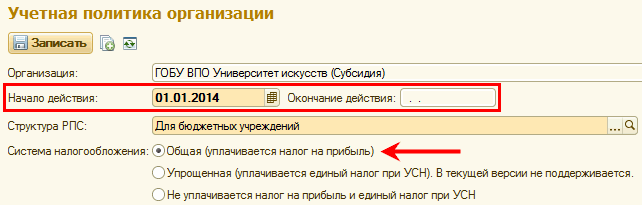 Учетная политика организации
Записать
Организация: ГОБУ ВПО Университет искусств (Субсидия)
Начало действия: 01.01.2014 Окончание действия: . .
Структура РПС: Для бюджетных учреждений ...
Система налогообложения: Общая (уплачивается налог на прибыль)
Упрощенная (уплачивается единый налог при УСН). В текущей версии не поддерживается.
Не уплачивается налог на прибыль и единый налог при УСН